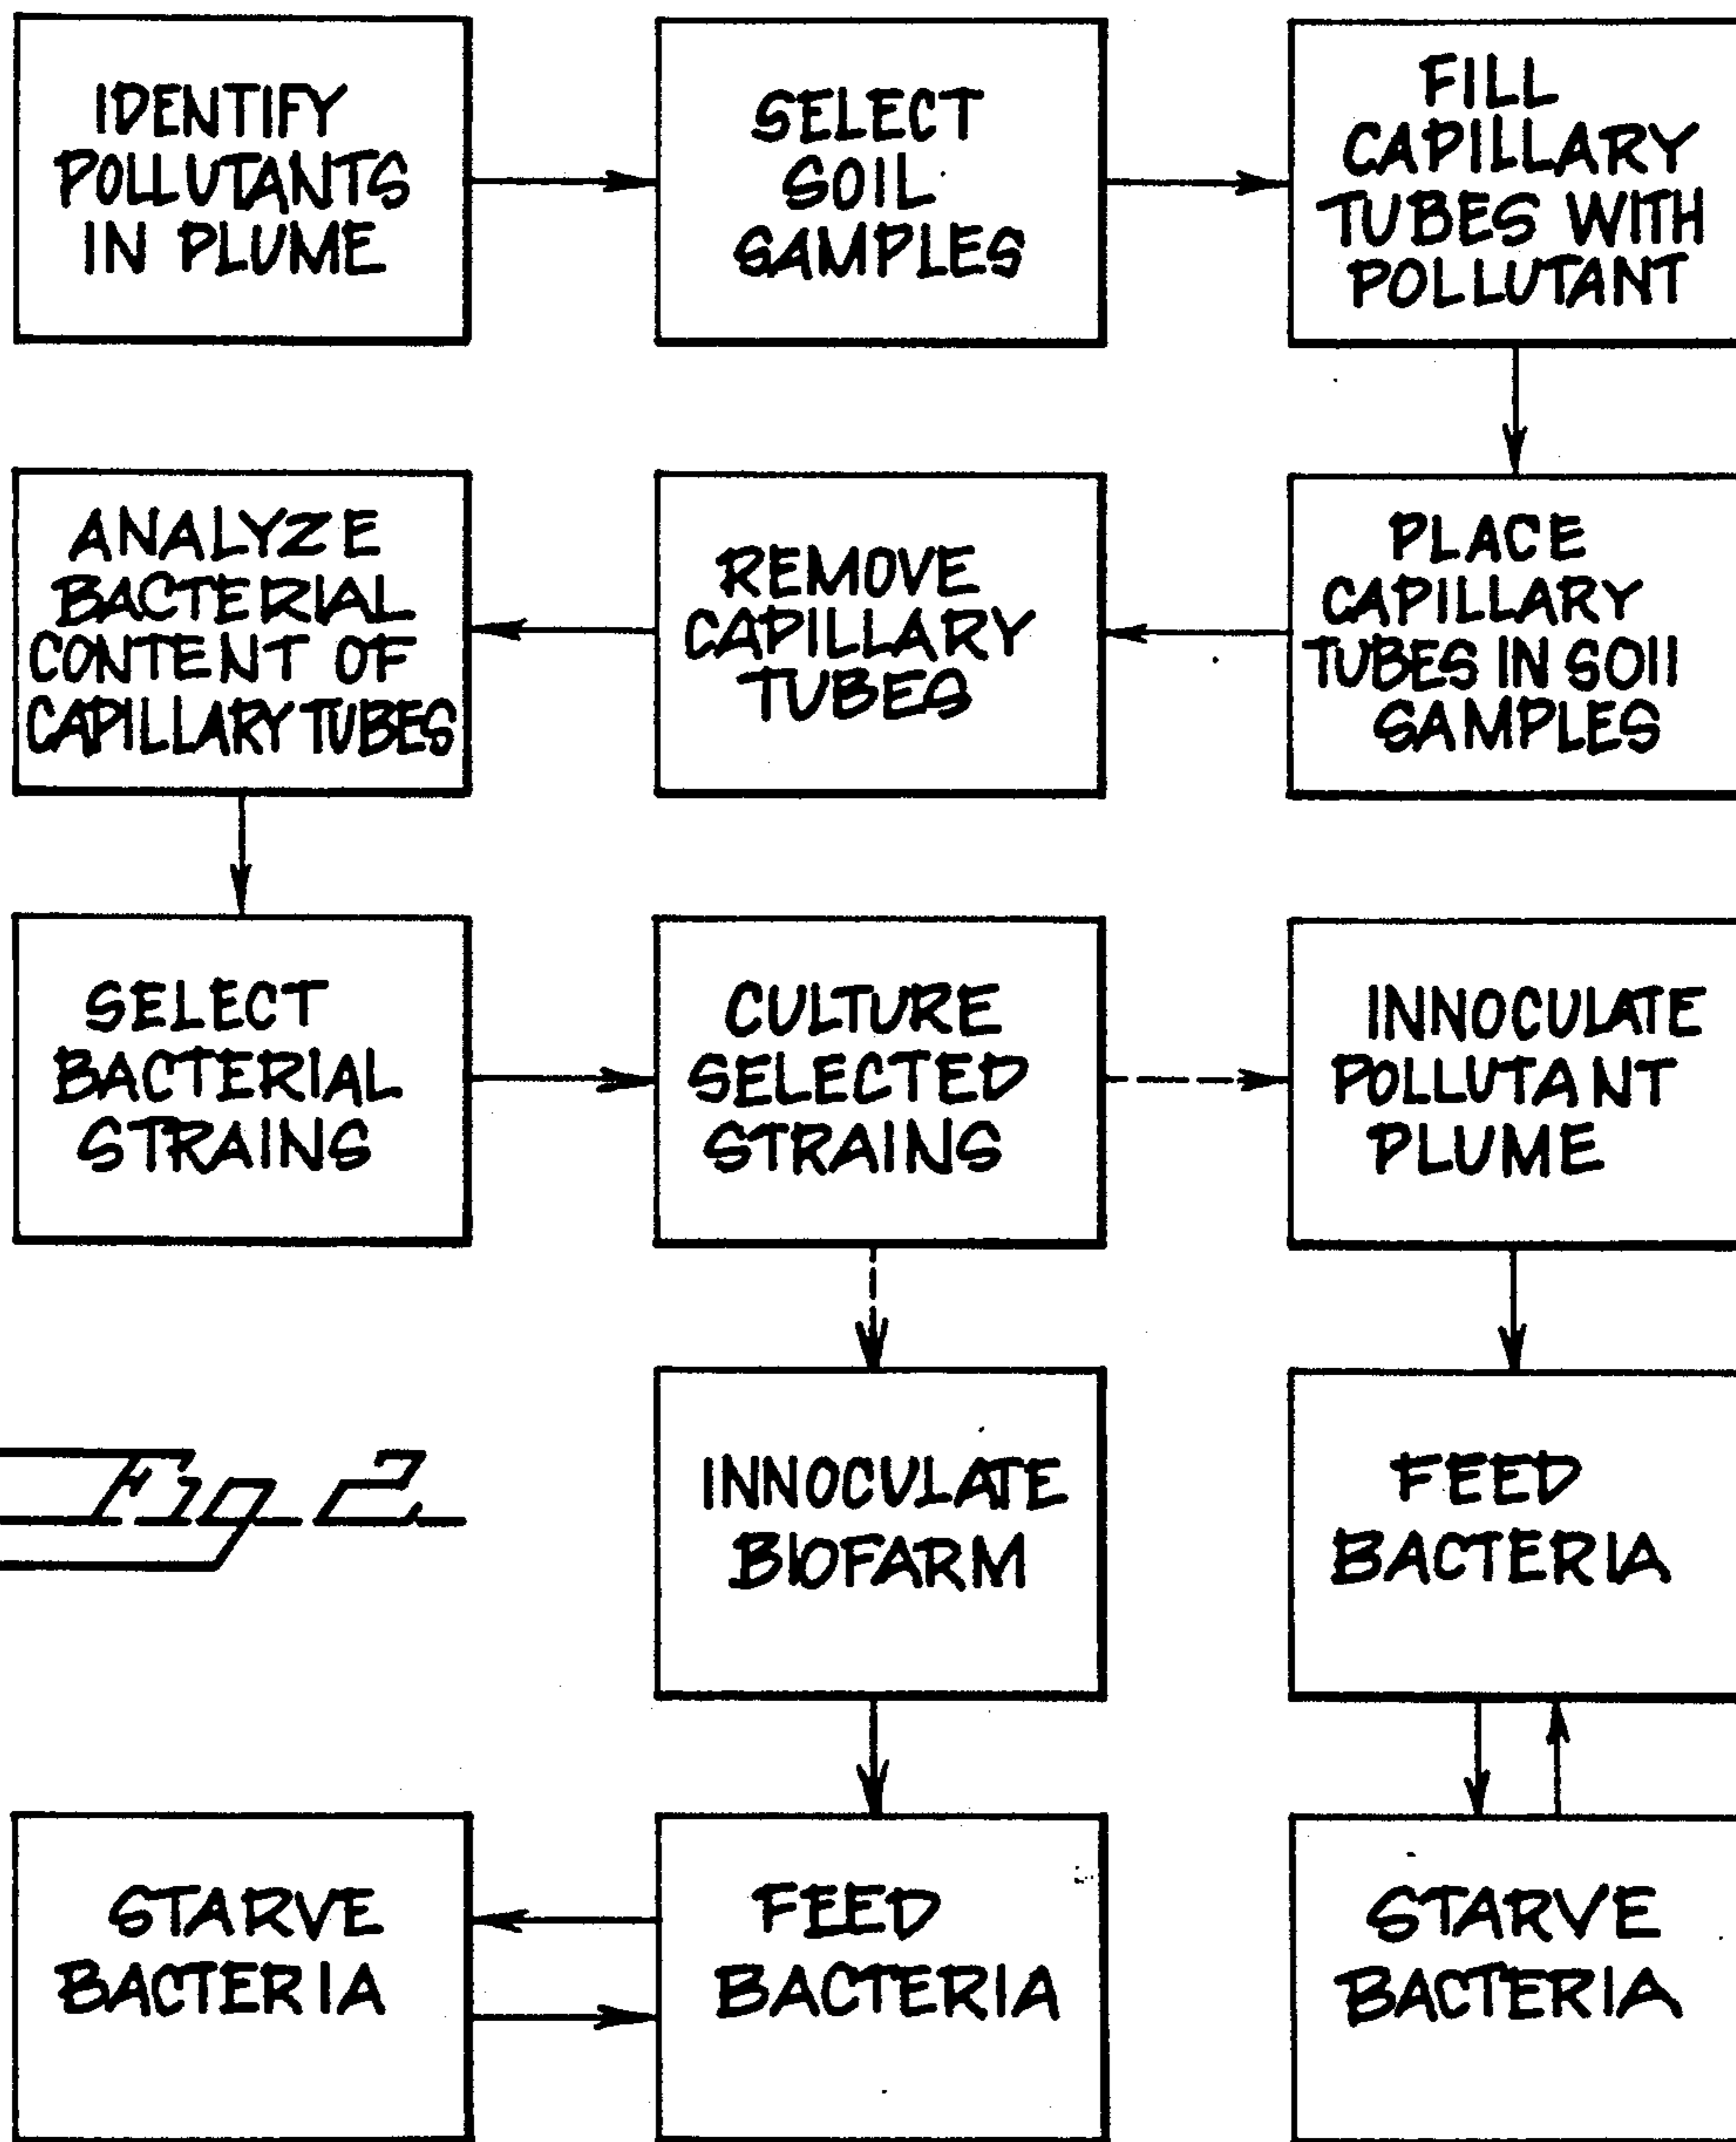 IDENTIFY
POLLUTANTS
IN PLUME
SELECT
SOIL
SAMPLES
FILL
CAPILLARY
TUBES WITH
POLLUTANT
ANALYZE
BACTERIAL
CONTENT OF
CAPILLARY TUBES
REMOVE
CAPILLARY
TUBES
PLACE
CAPILLARY
TUBES IN SOIL
SAMPLES
SELECT
BACTERIAL
STRAINS
CULTURE
SELECTED
STRAINS
INNOCULATE
POLLUTANT
PLUME
Fig 2
INNOCULATE
BIOFARM
FEED
BACTERIA
STARVE
BACTERIA
FEED
BACTERIA
STARVE
BACTERIA